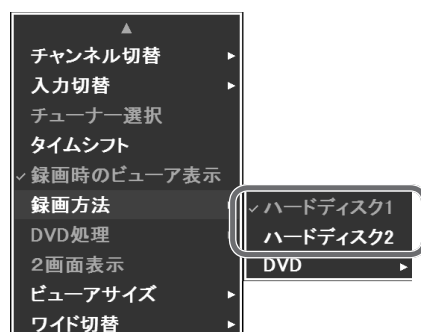 チャンネル切替
入力切替
チューナー選択
タイムシフト
録画時のビューア表示
録画方法
DVD処理
2画面表示
ビューアサイズ
ワイド切替
ハードディスク1
ハードディスク2
DVD